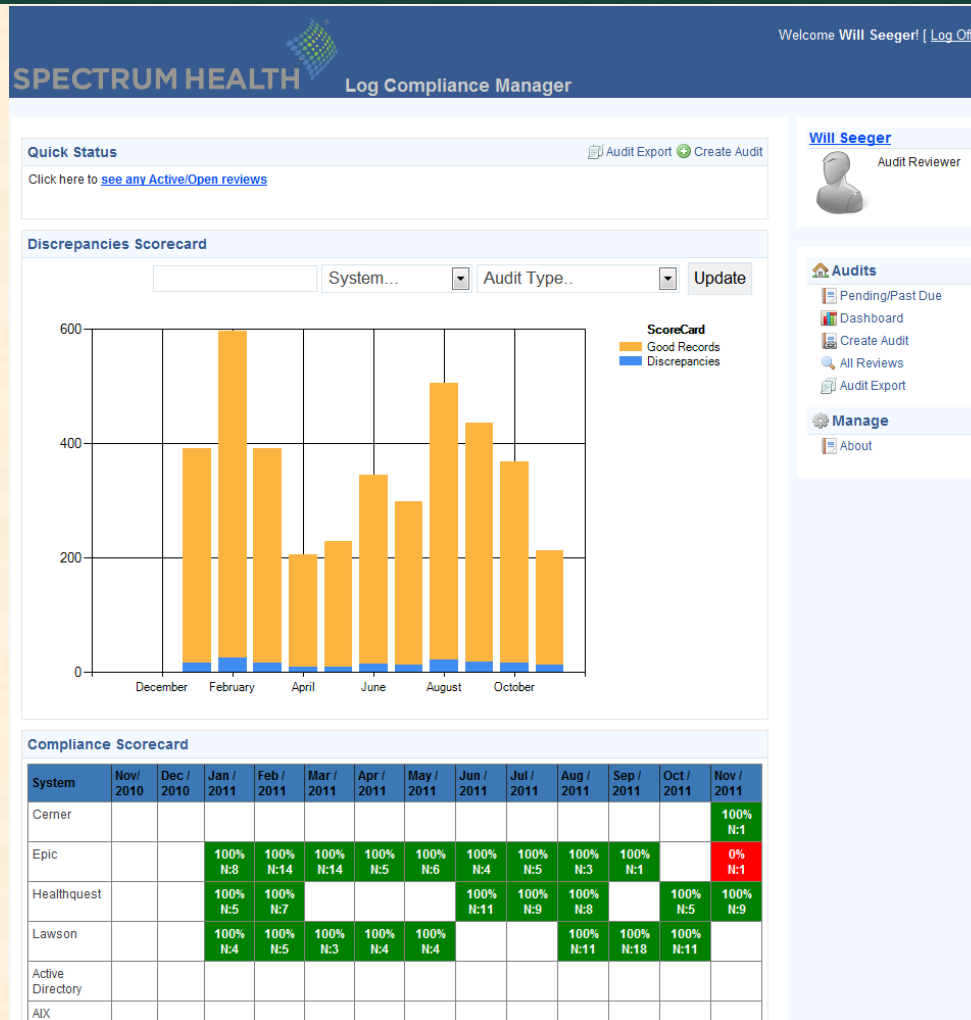 Welcome Will Seeger! [ Log Off
SPECTRUM HEALTH
Log Compliance Manager
Quick Status
Audit Export Create Audit
Click here to see any Active/Open reviews
Will Seeger
Audit Reviewer
Discrepancies Scorecard
System... Audit Type.. Update
ScoreCard
Good Records
Discrepancies
600
400
200
0
December February April June August October
Audits
Pending/Past Due
Dashboard
Create Audit
All Reviews
Audit Export
Manage
About
Compliance Scorecard
System Nov/ 2010 Dec / 2010 Jan / 2011 Feb / 2011 Mar / 2011 Apr / 2011 May / 2011 Jun / 2011 Jul / 2011 Aug / 2011 Sep / 2011 Oct / 2011 Nov / 2011
Cerner 100% N:1
Epic 100% N:8 100% N:14 100% N:14 100% N:5 100% N:6 100% N:4 100% N:5 100% N:3 100% N:1 0% N:1
Healthquest 100% N:5 100% N:7 100% N:11 100% N:9 100% N:8 100% N:5 100% N:9
Lawson 100% N:4 100% N:5 100% N:3 100% N:4 100% N:4 100% N:11 100% N:18 100% N:11
Active
Directory
AIX